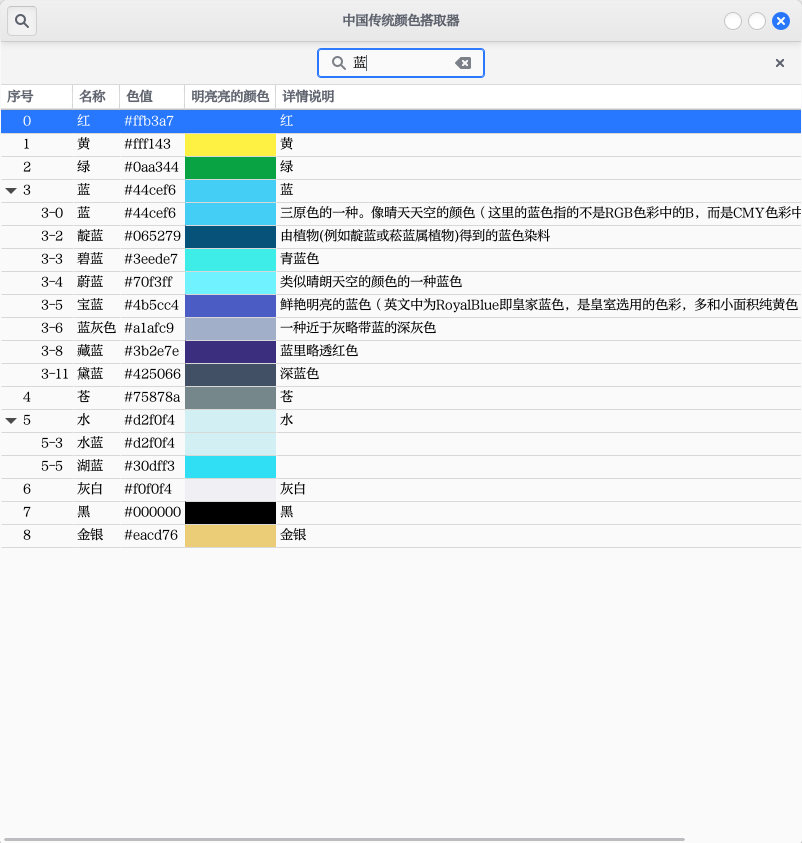 中国传统颜色搭取器
蓝
序号 名称 色值 明亮亮的颜色 详情说明
0 红 #ffb3a7 红
1 黄 #fff143 黄
2 绿 #0aa344 绿
3 蓝 #44cef6 蓝
3-0 蓝 #44cef6 三原色的一种。像晴天天空的颜色（这里的蓝色指的不是RGB色彩中的B，而是CMY色彩中
3-2 靛蓝 #065279 由植物(例如靛蓝或菘蓝属植物)得到的蓝色染料
3-3 碧蓝 #3eede7 青蓝色
3-4 蔚蓝 #70f3ff 类似晴朗天空的颜色的一种蓝色
3-5 宝蓝 #4b5cc4 鲜艳明亮的蓝色（英文中为RoyalBlue即皇家蓝色，是皇室选用的色彩，多和小面积纯黄色
3-6 蓝灰色 #a1afc9 一种近于灰略带蓝的深灰色
3-8 藏蓝 #3b2e7e 蓝里略透红色
3-11 黛蓝 #425066 深蓝色
4 苍 #75878a 苍
5 水 #d2f0f4 水
5-3 水蓝 #d2f0f4
5-5 湖蓝 #30dff3
6 灰白 #f0f0f4 灰白
7 黑 #000000 黑
8 金银 #eacd76 金银